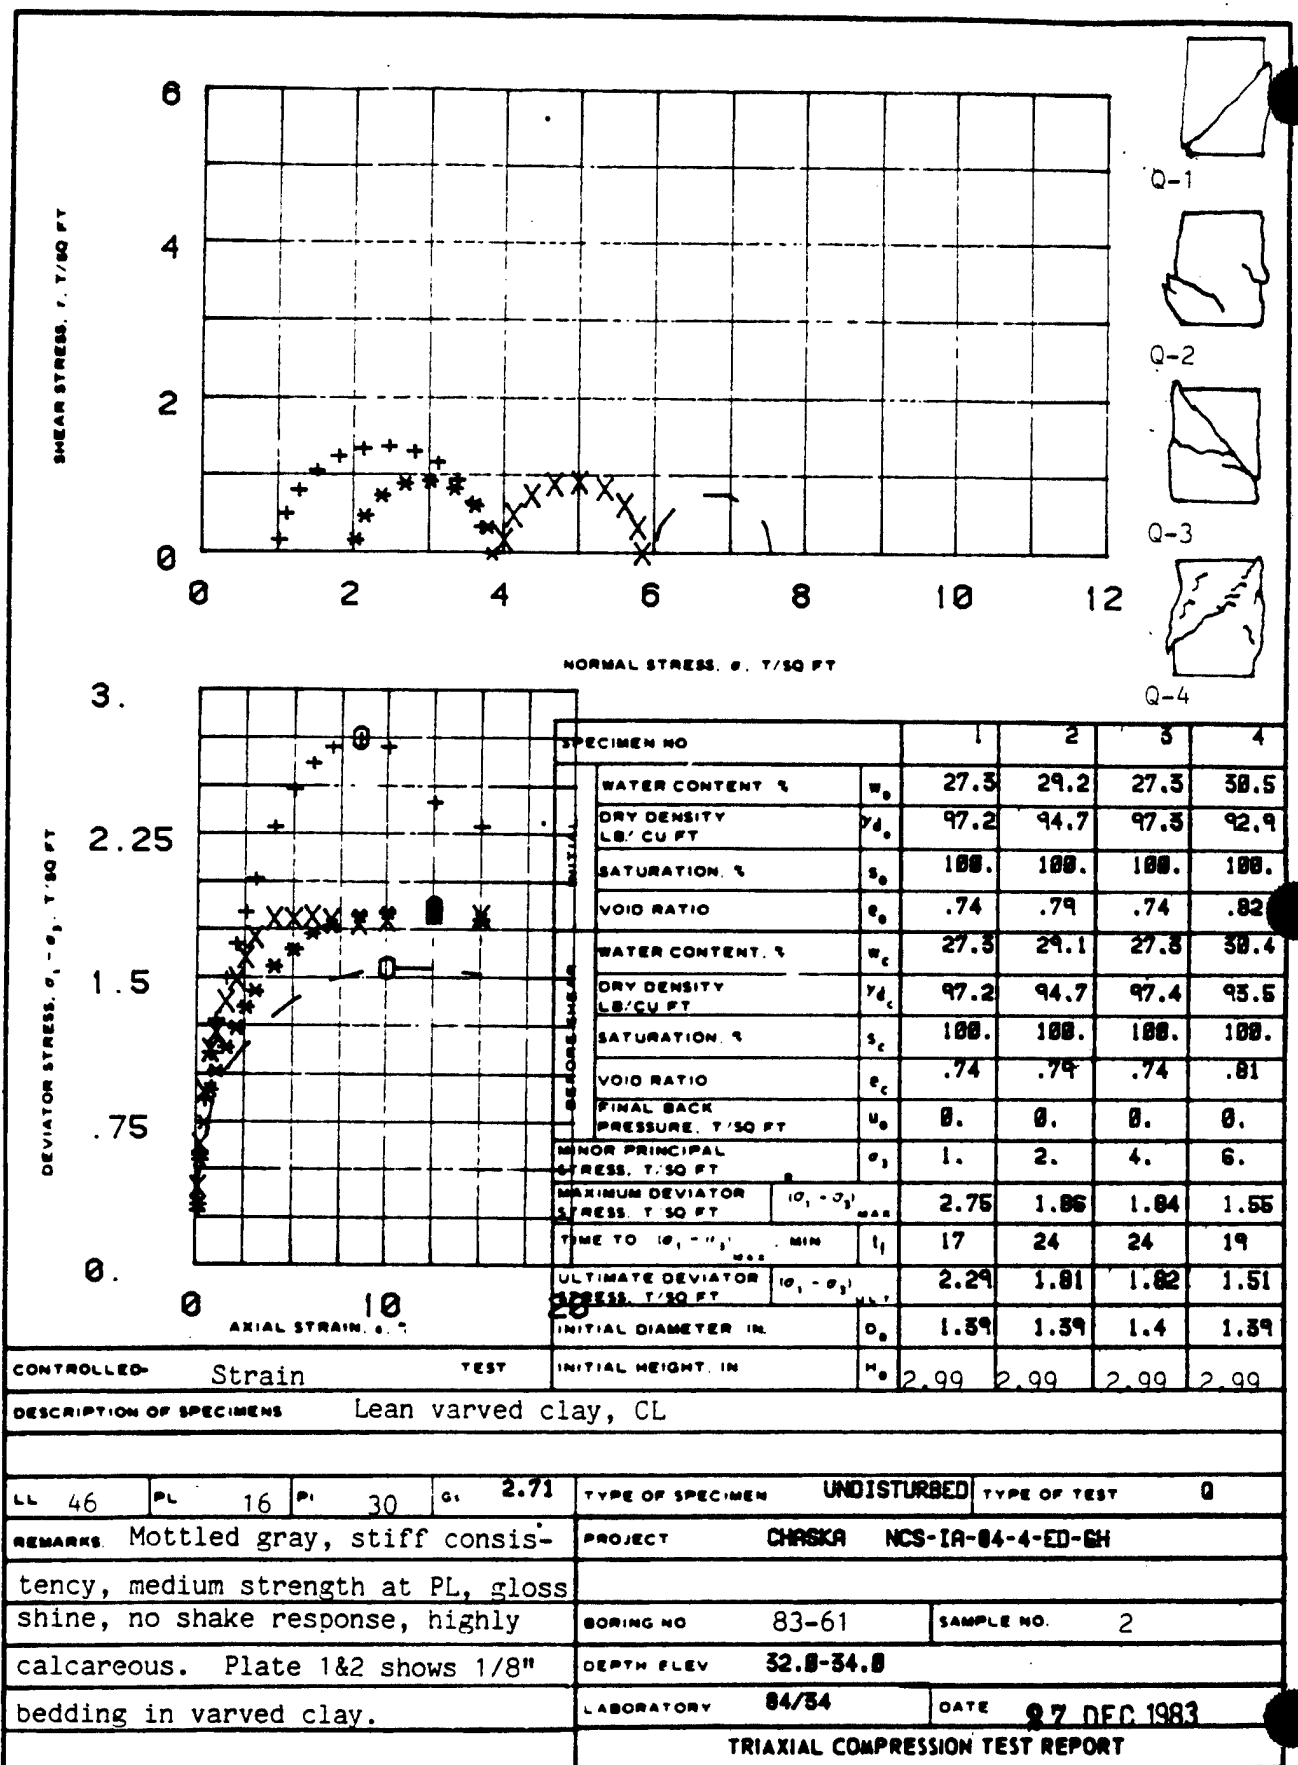 6
4
2
0
SHEAR STRESS, τ, T/SQ FT
0 2 4 6 8 10 12
NORMAL STRESS, σ, T/SQ FT
Q-1
Q-2
Q-3
Q-4
3.
2.25
1.5
.75
0.
DEVIATOR STRESS, σ₁ - σ₃, T/SQ FT
0 10 20
AXIAL STRAIN, ε, %
SPECIMEN NO 1 2 3 4
INITIAL
WATER CONTENT % w₀ 27.3 29.2 27.3 30.5
DRY DENSITY LB/CU FT γd₀ 97.2 94.7 97.3 92.9
SATURATION, % S₀ 100. 100. 100. 100.
VOID RATIO e₀ .74 .79 .74 .82
BEFORE SHEAR
WATER CONTENT, % wc 27.3 29.1 27.3 30.4
DRY DENSITY LB/CU FT γdc 97.2 94.7 97.4 93.5
SATURATION, % Sc 100. 100. 100. 100.
VOID RATIO ec .74 .79 .74 .81
FINAL BACK PRESSURE, T/SQ FT u₀ 0. 0. 0. 0.
MINOR PRINCIPAL STRESS, T/SQ FT σ₃ 1. 2. 4. 6.
MAXIMUM DEVIATOR STRESS, T/SQ FT (σ₁ - σ₃) MAX 2.75 1.86 1.84 1.55
TIME TO (σ₁ - σ₃) MAX, MIN tf 17 24 24 19
ULTIMATE DEVIATOR STRESS, T/SQ FT (σ₁ - σ₃) ULT 2.29 1.81 1.82 1.51
INITIAL DIAMETER IN. D₀ 1.39 1.39 1.4 1.39
CONTROLLED- Strain TEST
INITIAL HEIGHT, IN H₀ 2.99 2.99 2.99 2.99
DESCRIPTION OF SPECIMENS Lean varved clay, CL
LL 46 PL 16 PI 30 Gs 2.71
TYPE OF SPECIMEN UNDISTURBED TYPE OF TEST Q
REMARKS. Mottled gray, stiff consis-
tency, medium strength at PL, gloss
shine, no shake response, highly
calcareous. Plate 1&2 shows 1/8"
bedding in varved clay.
PROJECT CHASKA NCS-IA-84-4-ED-GH
BORING NO 83-61 SAMPLE NO. 2
DEPTH ELEV 32.0-34.0
LABORATORY 84/34 DATE 27 DEC 1983
TRIAXIAL COMPRESSION TEST REPORT